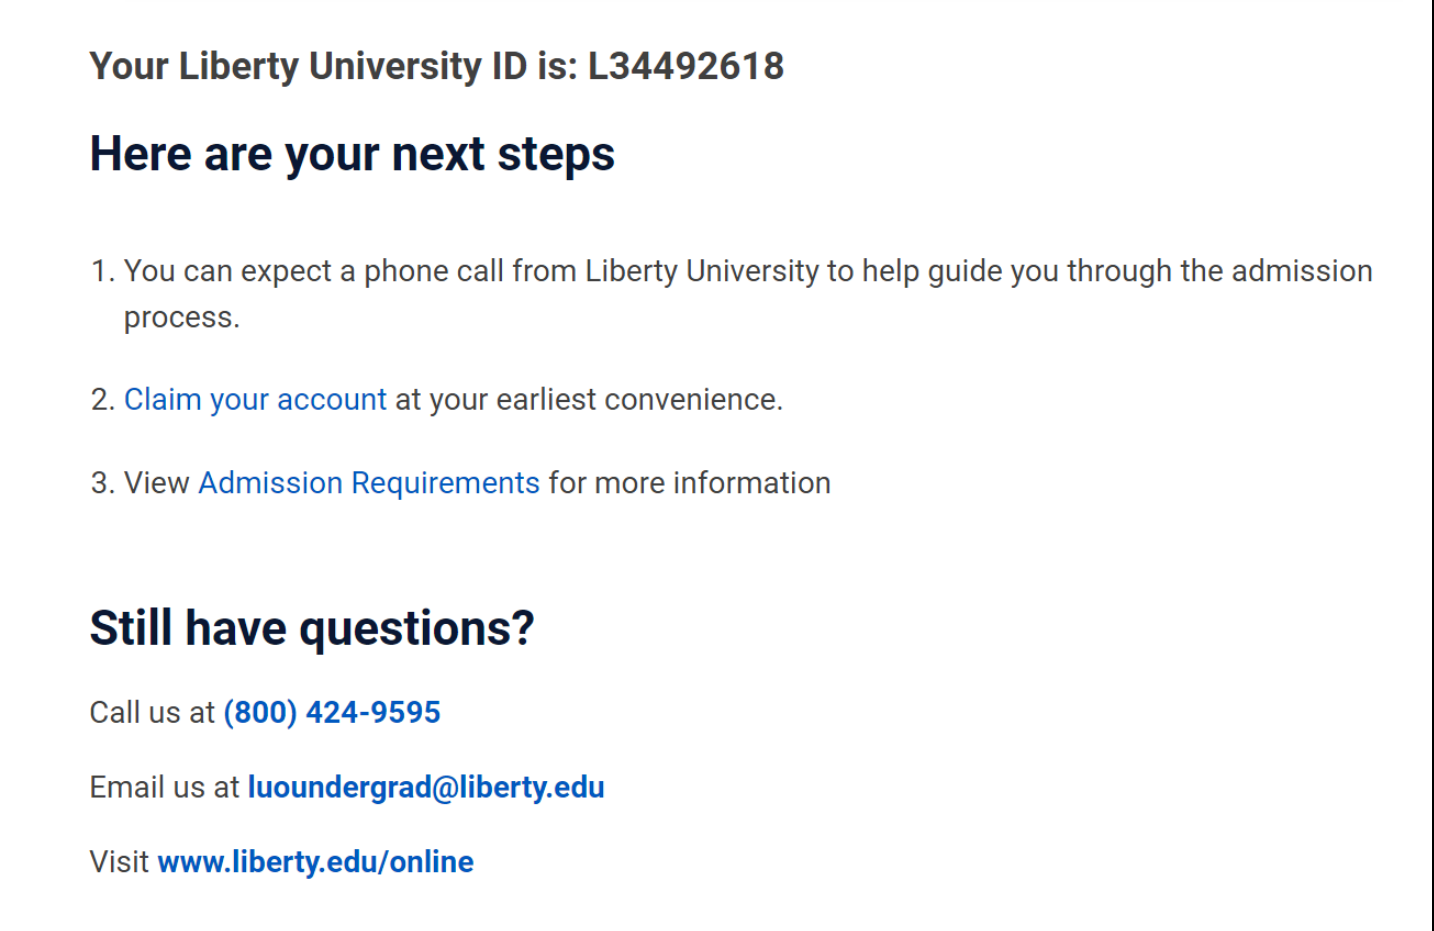 Your Liberty University ID is: L34492618
Here are your next steps
1. You can expect a phone call from Liberty University to help guide you through the admission
process.
2. Claim your account at your earliest convenience.
3. View Admission Requirements for more information
Still have questions?
Call us at (800) 424-9595
Email us at luoundergrad@liberty.edu
Visit www.liberty.edu/online